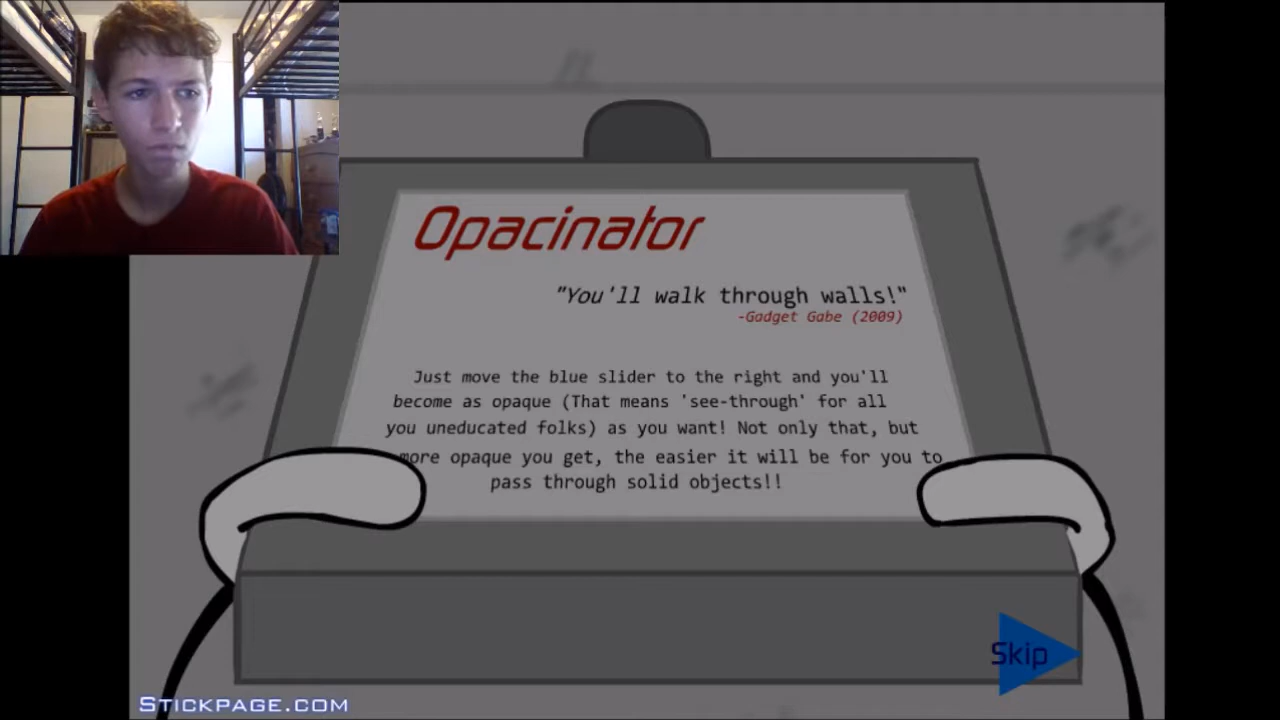 Opacinator
"You'll walk through walls!"
-Gadget Gabe (2009)
Just move the blue slider to the right and you'll
become as opaque (That means 'see-through' for all
you uneducated folks) as you want! Not only that, but
more opaque you get, the easier it will be for you to
pass through solid objects!!
Skip
Stickpage.com